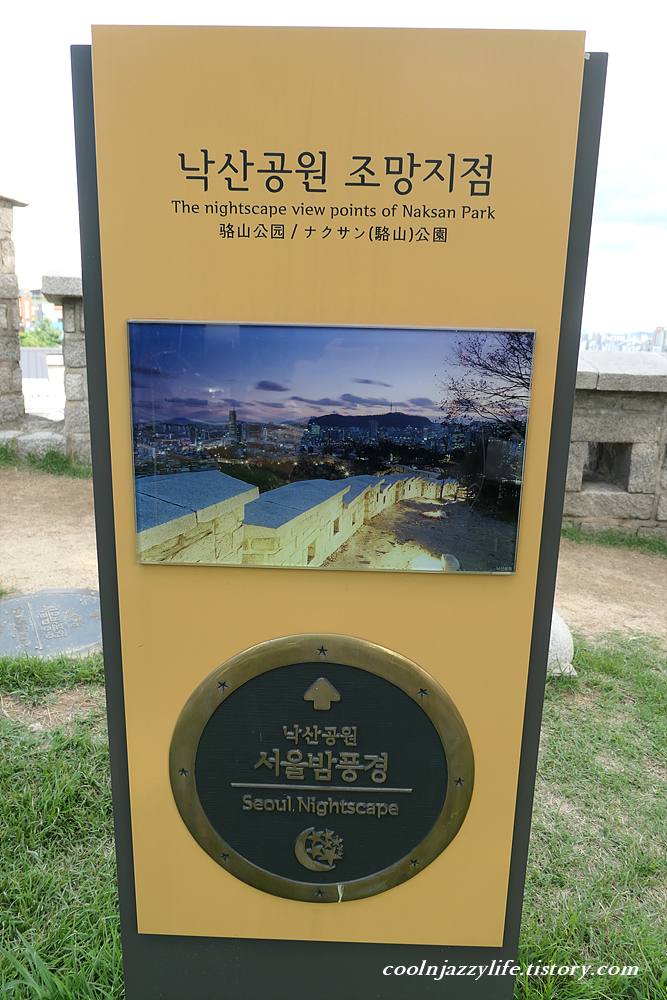 낙산공원 조망지점
The nightscape view points of Naksan Park
骆山公园 / ナクサン(駱山)公園
낙산공원
서울밤풍경
Seoul Nightscape
coolnjazzylife.tistory.com